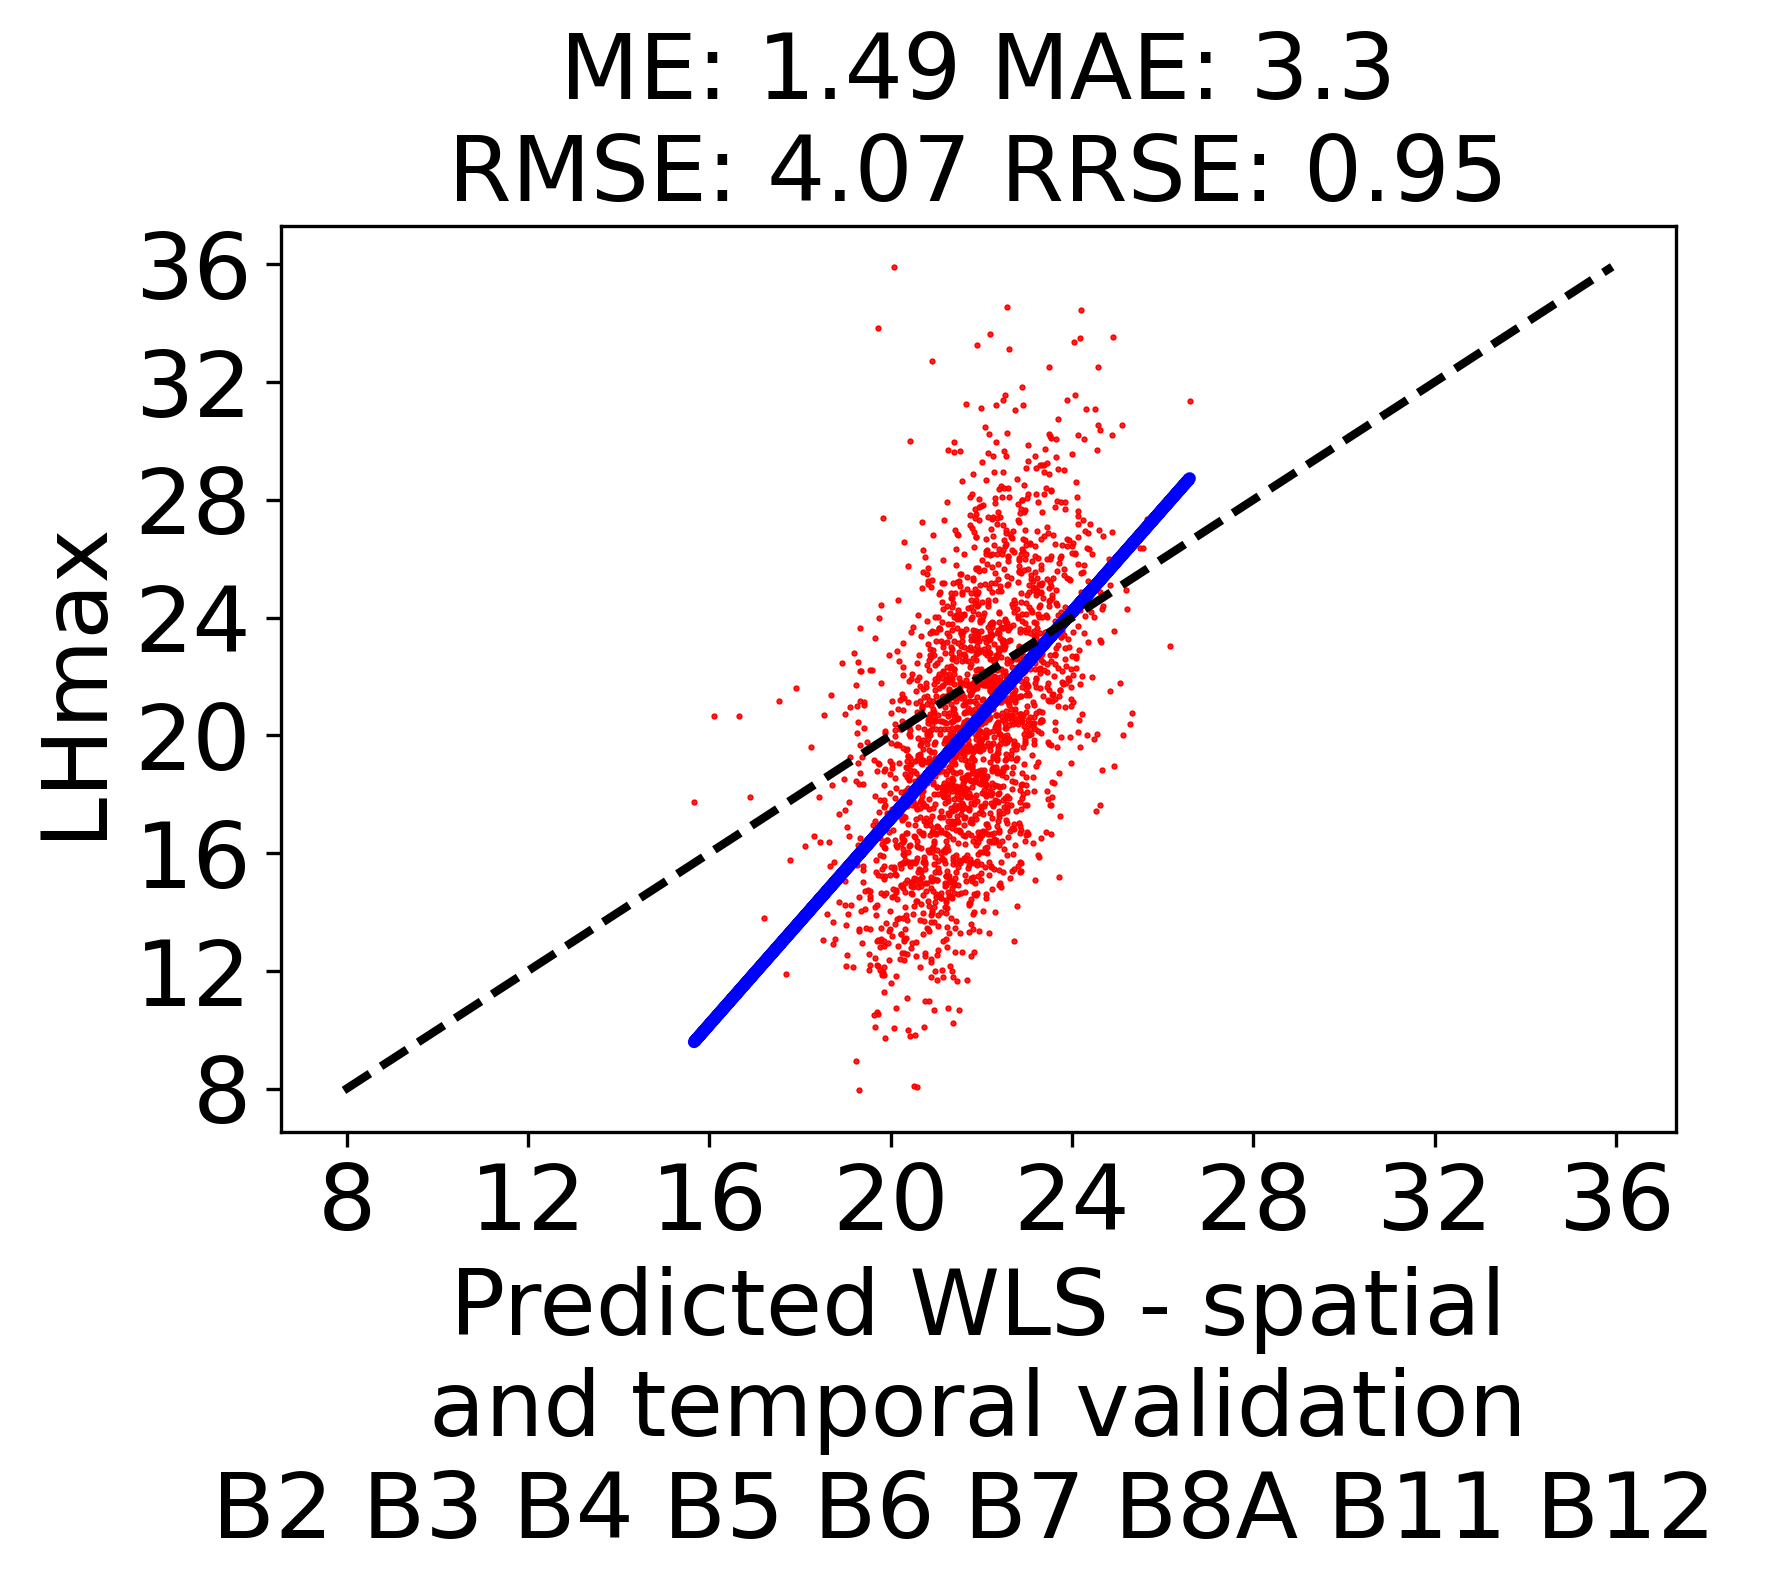 ME: 1.49 MAE: 3.3
RMSE: 4.07 RRSE: 0.95
36
32
28
24
20
16
12
8
LHmax
8 12 16 20 24 28 32 36
Predicted WLS - spatial
and temporal validation
B2 B3 B4 B5 B6 B7 B8A B11 B12